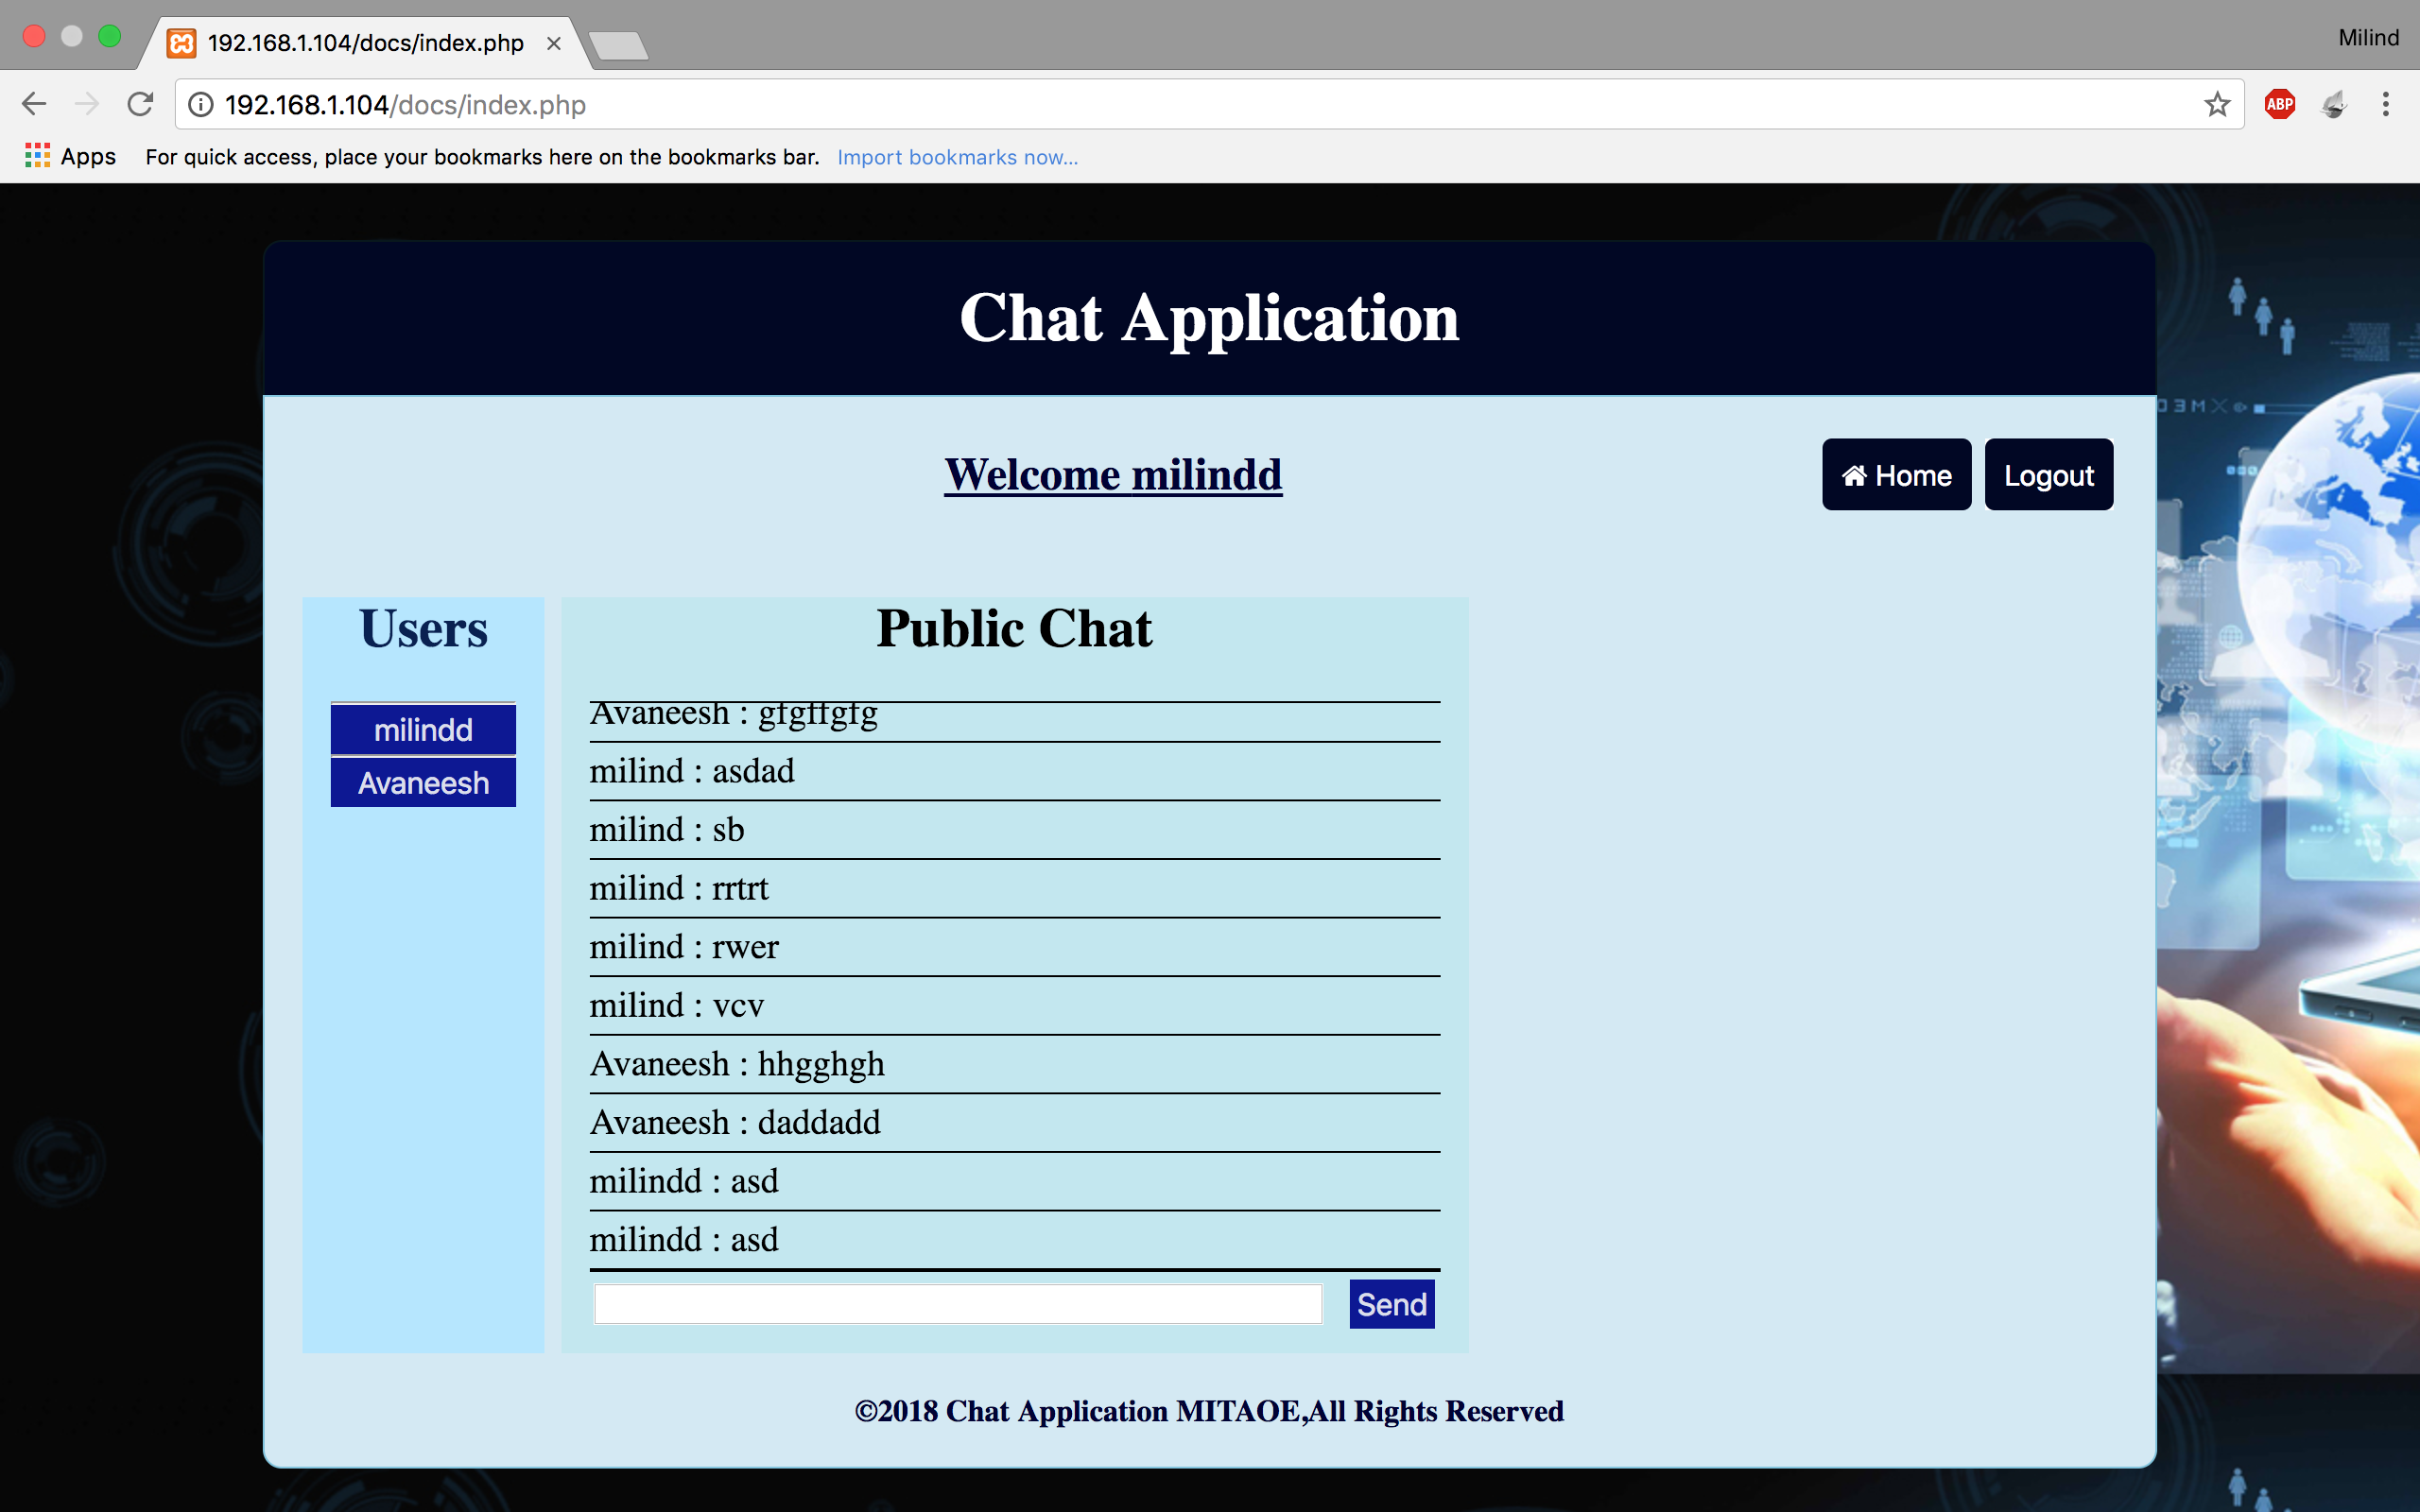 192.168.1.104/docs/index.php
Milind
192.168.1.104/docs/index.php
ABP
Apps For quick access, place your bookmarks here on the bookmarks bar. Import bookmarks now...
Chat Application
Welcome milindd
Home Logout
Users
milindd
Avaneesh
Public Chat
Avaneesh : gfgffgfg
milind : asdad
milind : sb
milind : rrtrt
milind : rwer
milind : vcv
Avaneesh : hhgghgh
Avaneesh : daddadd
milindd : asd
milindd : asd
Send
©2018 Chat Application MITAOE,All Rights Reserved